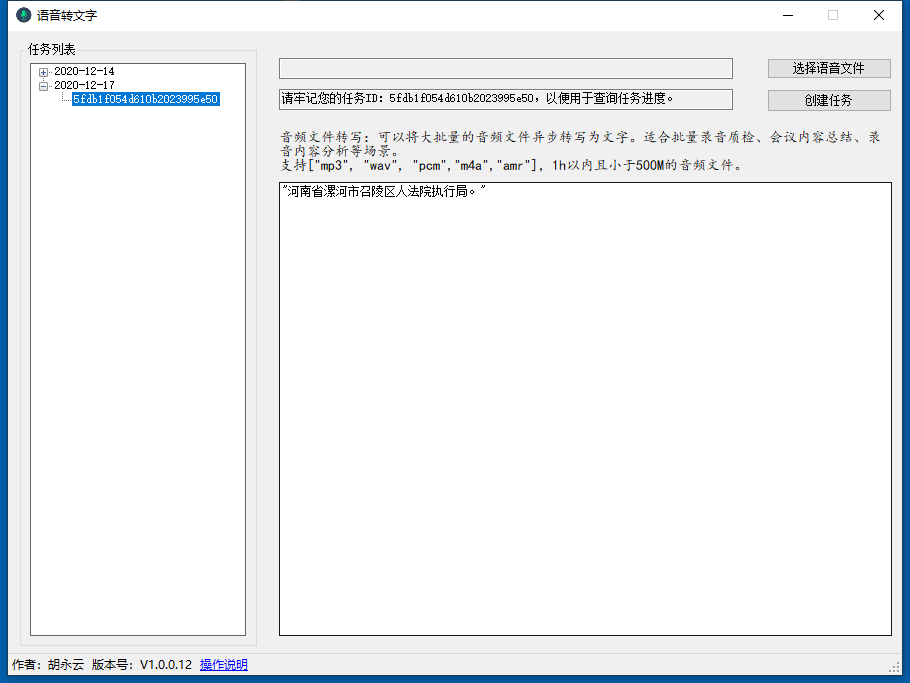 语音转文字
任务列表
2020-12-14
2020-12-17
5fdb1f054d610b2023995e50
选择语音文件
请牢记您的任务ID：5fdb1f054d610b2023995e50，以便用于查询任务进度。
创建任务
音频文件转写：可以将大批量的音频文件异步转写为文字。适合批量录音质检、会议内容总结、录
音内容分析等场景。
支持["mp3", "wav", "pcm","m4a","amr"]，1h以内且小于500M的音频文件。
"河南省漯河市召陵区人法院执行局。"
作者：胡永云 版本号：V1.0.0.12 操作说明